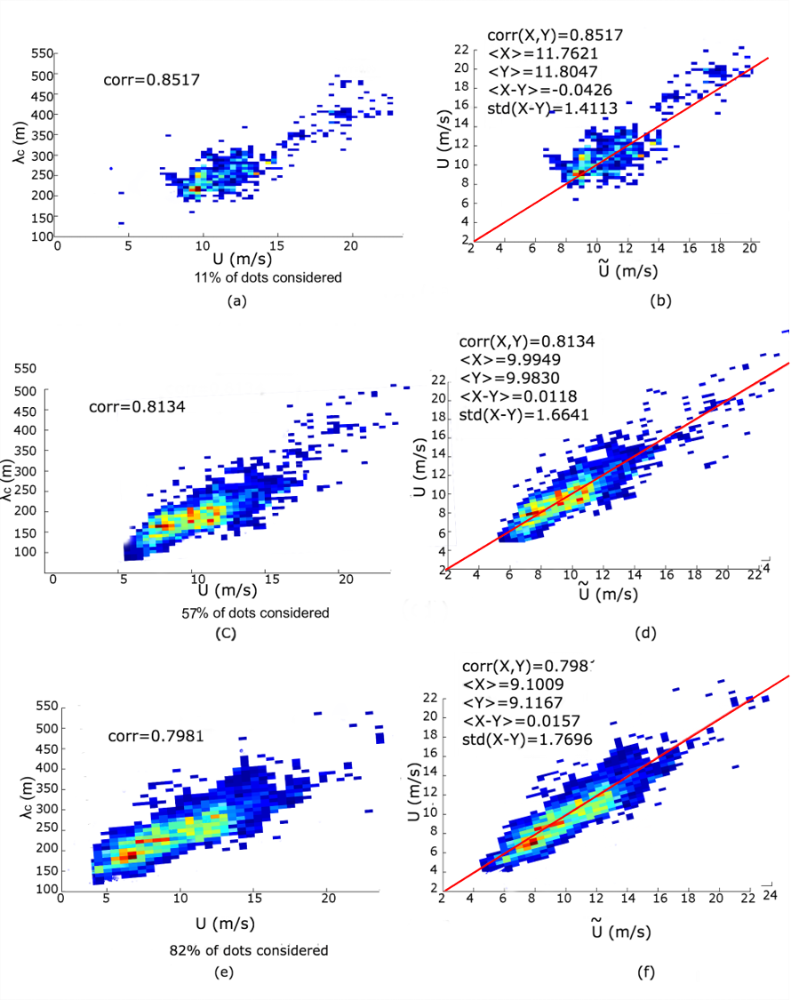 corr=0.8517
550
500
450
400
350
300
250
200
150
100
λc (m)
0
5
10
15
20
U (m/s)
11% of dots considered
(a)
corr(X,Y)=0.8517
<X>=11.7621
<Y>=11.8047
<X-Y>=-0.0426
std(X-Y)=1.4113
22
20
18
16
14
12
10
8
6
4
2
U (m/s)
2
4
6
8
10
12
14
16
18
20
Ũ (m/s)
(b)
corr=0.8134
550
500
450
400
350
300
250
200
150
100
λc (m)
0
5
10
15
20
U (m/s)
57% of dots considered
(C)
corr(X,Y)=0.8134
<X>=9.9949
<Y>=9.9830
<X-Y>=0.0118
std(X-Y)=1.6641
22
20
18
16
14
12
10
8
6
4
2
U (m/s)
2
4
6
8
10
12
14
16
18
20
22
Ũ (m/s)
(d)
corr=0.7981
550
500
450
400
350
300
250
200
150
100
λc (m)
5
10
15
20
U (m/s)
82% of dots considered
(e)
corr(X,Y)=0.798
<X>=9.1009
<Y>=9.1167
<X-Y>=0.0157
std(X-Y)=1.7696
22
20
18
16
14
12
10
8
6
4
2
U (m/s)
2
4
6
8
10
12
14
16
18
20
22
24
Ũ (m/s)
(f)